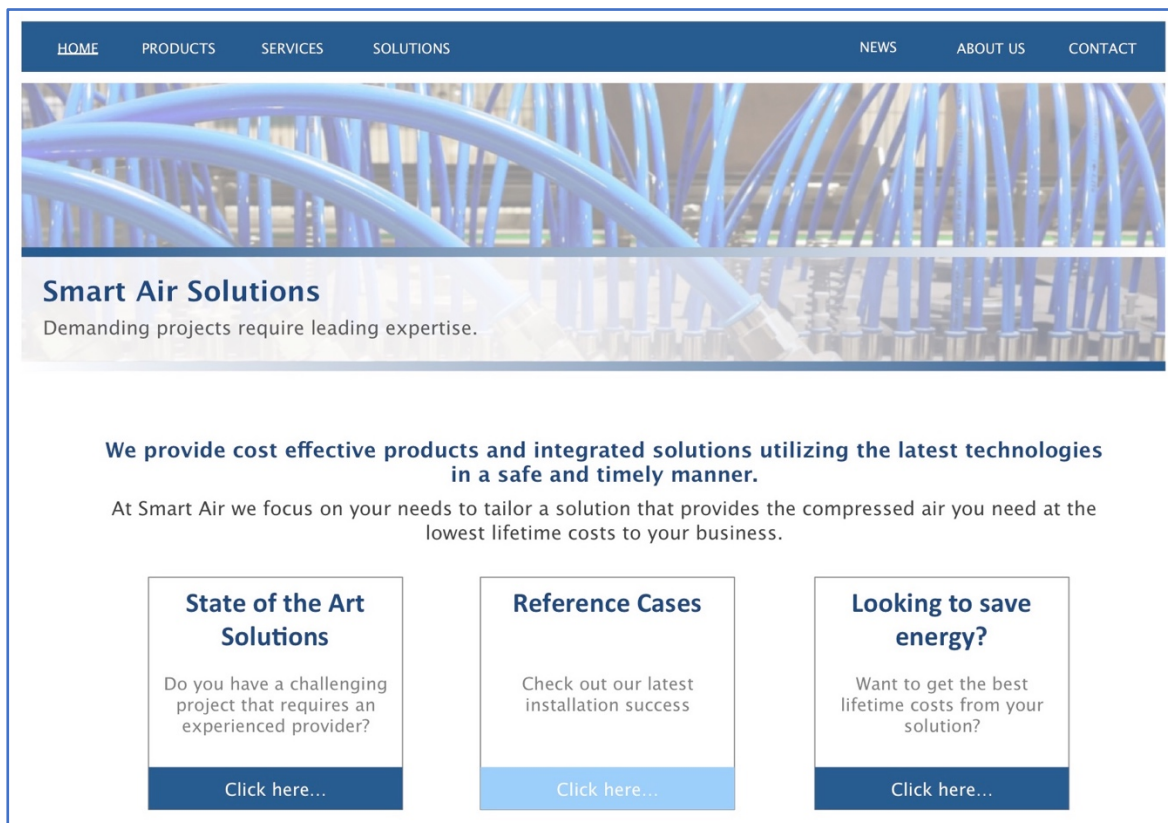 HOME PRODUCTS SERVICES SOLUTIONS NEWS ABOUT US CONTACT
Smart Air Solutions
Demanding projects require leading expertise.
We provide cost effective products and integrated solutions utilizing the latest technologies
in a safe and timely manner.
At Smart Air we focus on your needs to tailor a solution that provides the compressed air you need at the
lowest lifetime costs to your business.
State of the Art
Solutions
Do you have a challenging
project that requires an
experienced provider?
Click here...
Reference Cases
Check out our latest
installation success
Click here...
Looking to save
energy?
Want to get the best
lifetime costs from your
solution?
Click here...